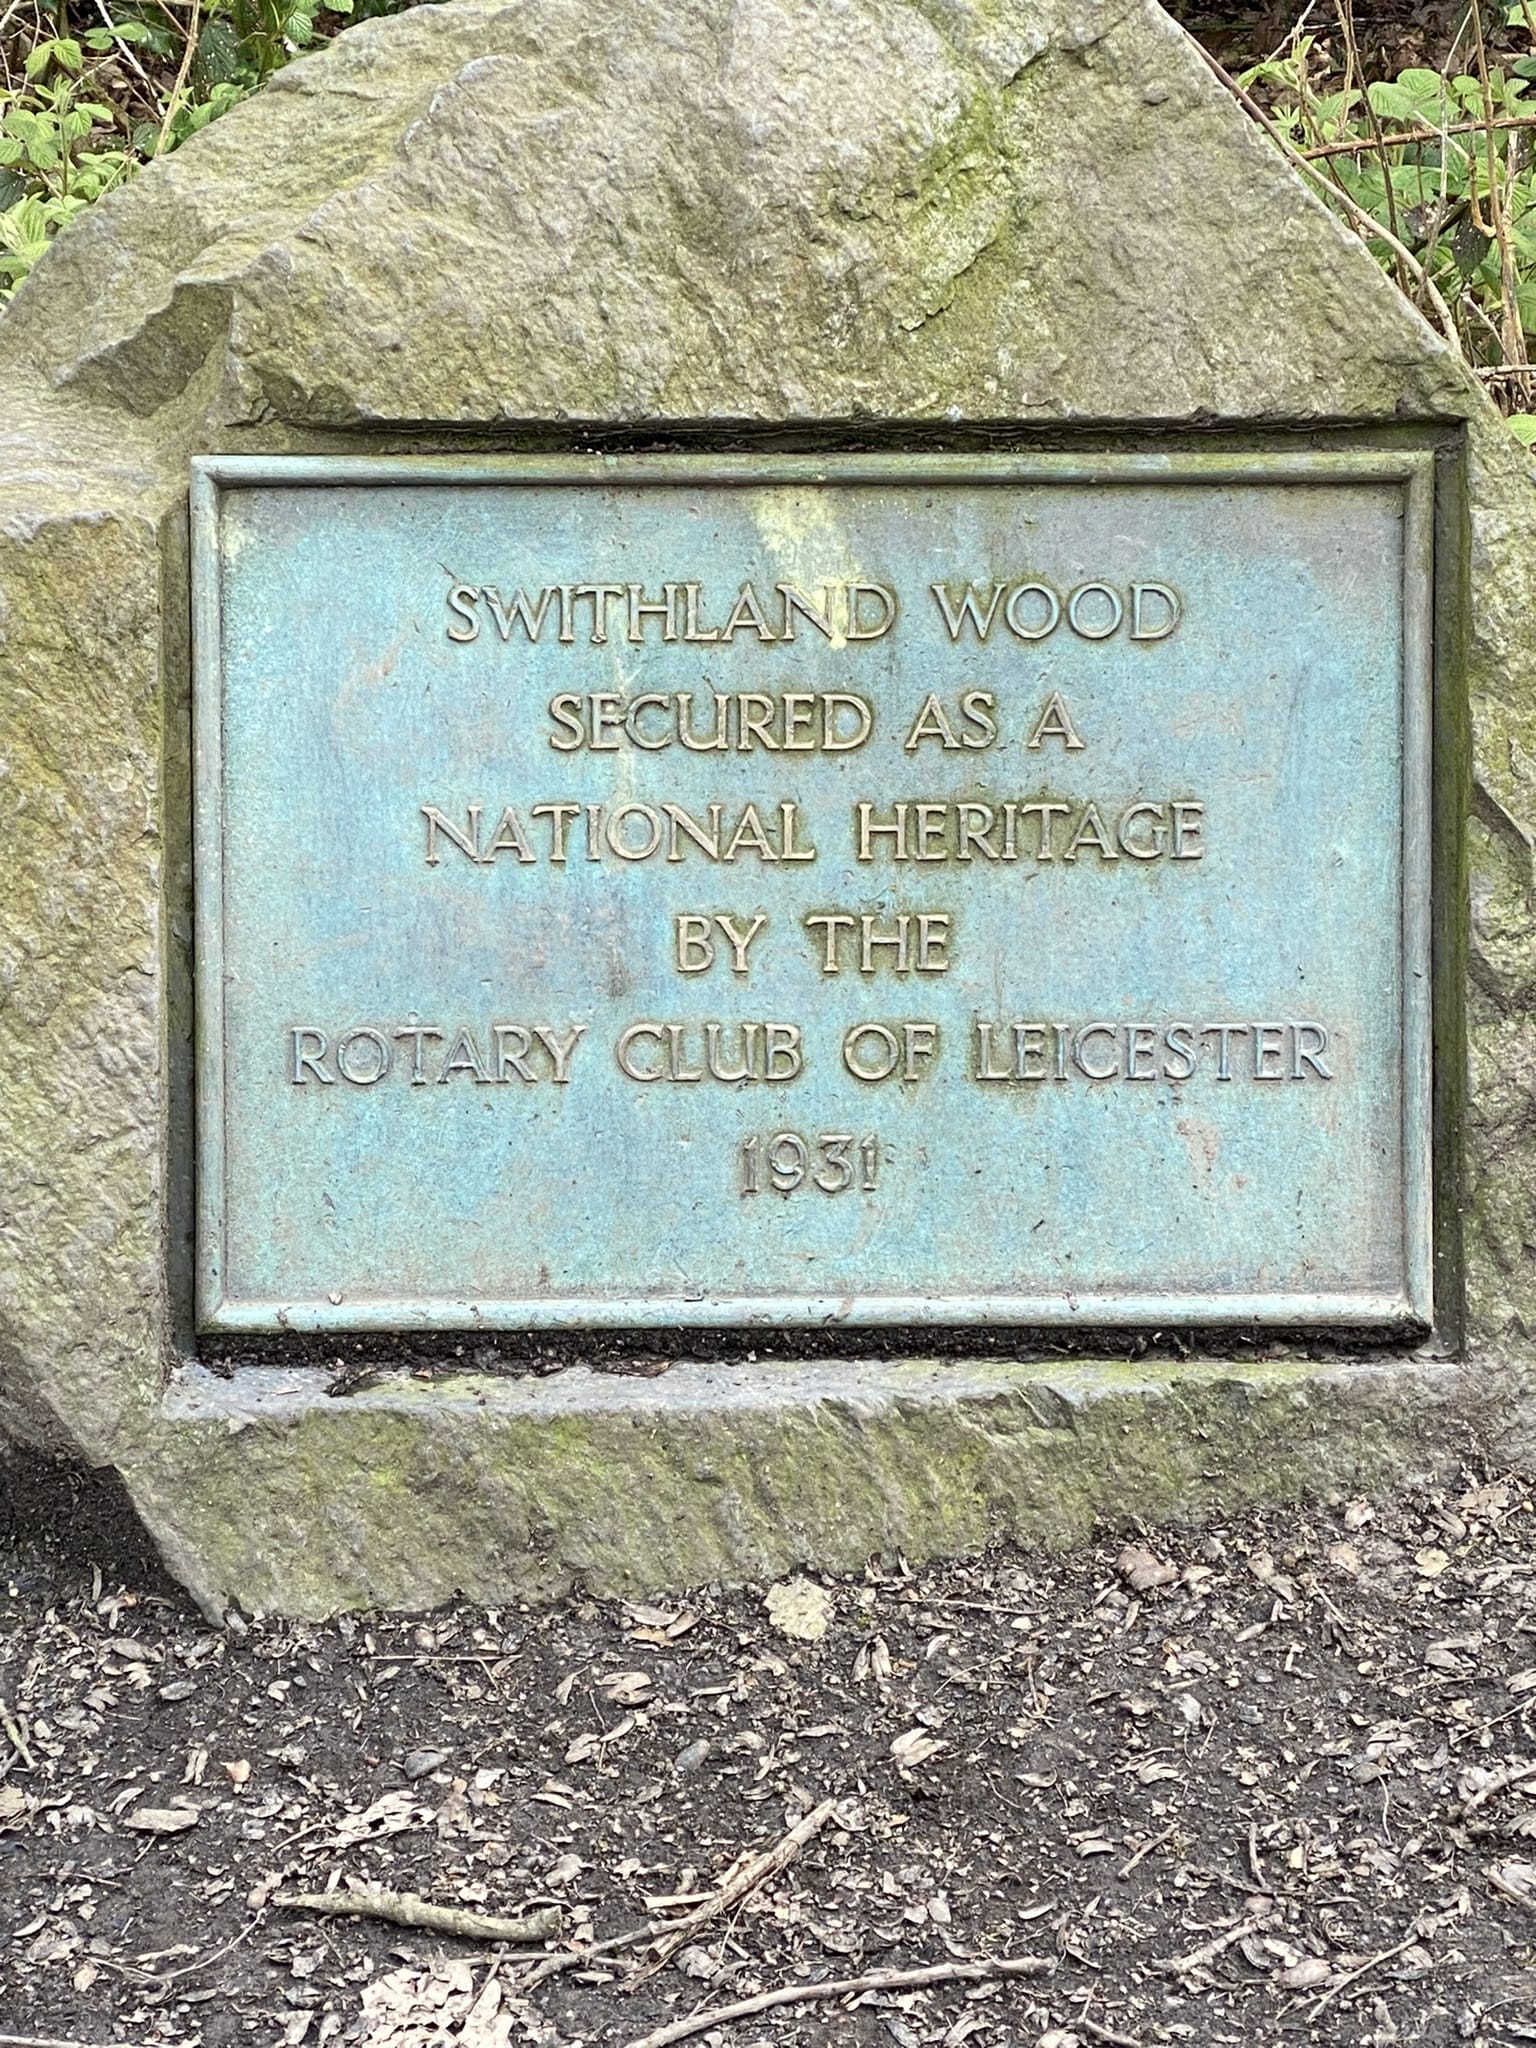 SWITHLAND WOOD
SECURED AS A
NATIONAL HERITAGE
BY THE
ROTARY CLUB OF LEICESTER
1931